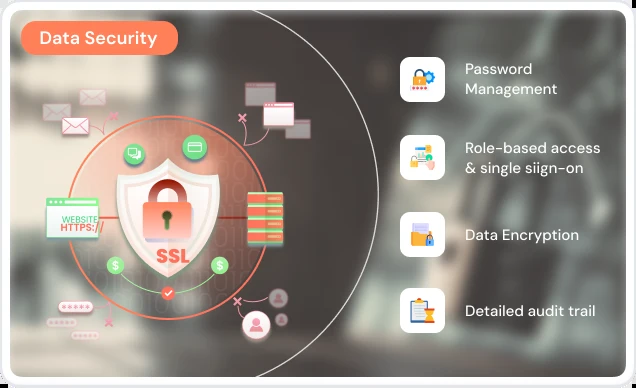 Data Security
Password
Management
Role-based access
& single siign-on
Data Encryption
Detailed audit trail
WEBSITE
HTTPS://
SSL
$
$